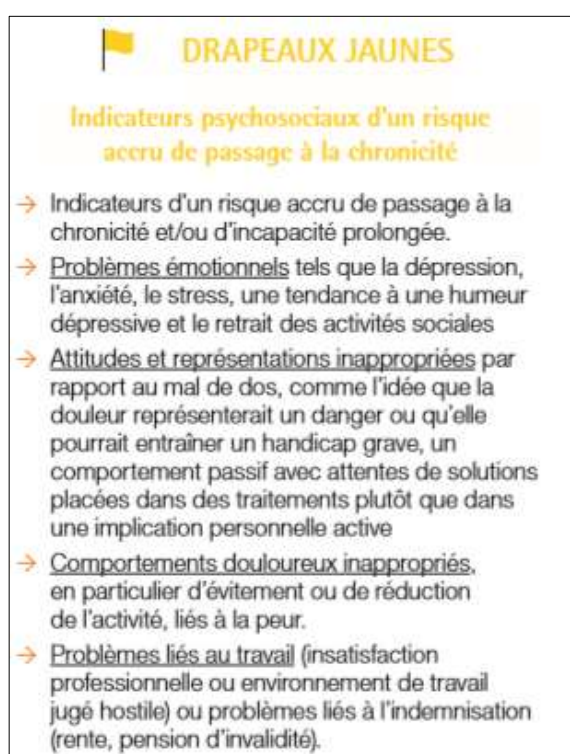 DRAPEAUX JAUNES
Indicateurs psychosociaux d'un risque
accru de passage à la chronicité
→ Indicateurs d'un risque accru de passage à la
chronicité et/ou d'incapacité prolongée.
→ Problèmes émotionnels tels que la dépression,
l'anxiété, le stress, une tendance à une humeur
dépressive et le retrait des activités sociales
→ Attitudes et représentations inappropriées par
rapport au mal de dos, comme l'idée que la
douleur représenterait un danger ou qu'elle
pourrait entraîner un handicap grave, un
comportement passif avec attentes de solutions
placées dans des traitements plutôt que dans
une implication personnelle active
→ Comportements douloureux inappropriés,
en particulier d'évitement ou de réduction
de l'activité, liés à la peur.
→ Problèmes liés au travail (insatisfaction
professionnelle ou environnement de travail
jugé hostile) ou problèmes liés à l'indemnisation
(rente, pension d'invalidité).